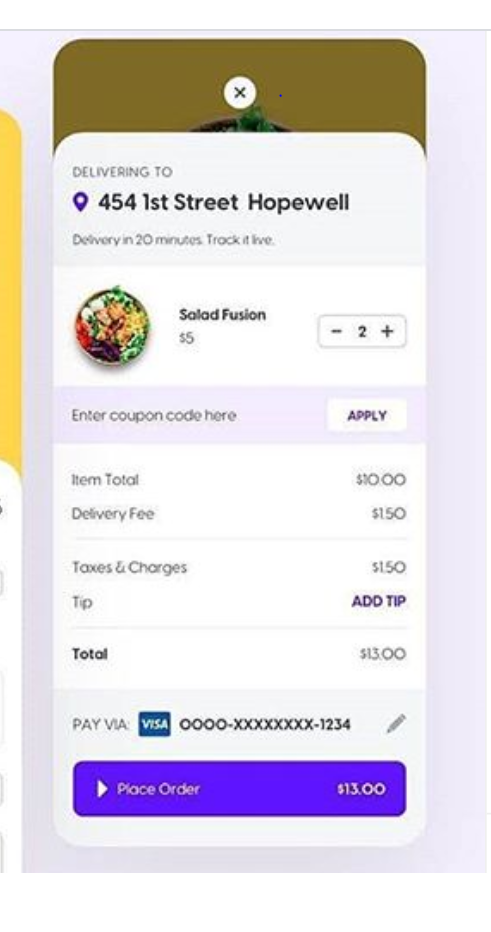 DELIVERING TO
454 1st Street Hopewell
Delivery in 20 minutes. Track it live.
Salad Fusion
$5
- 2 +
Enter coupon code here APPLY
Item Total $10.00
Delivery Fee $1.50
Taxes & Charges $1.50
Tip ADD TIP
Total $13.00
PAY VIA: VISA 0000-XXXXXXXX-1234
Place Order $13.00